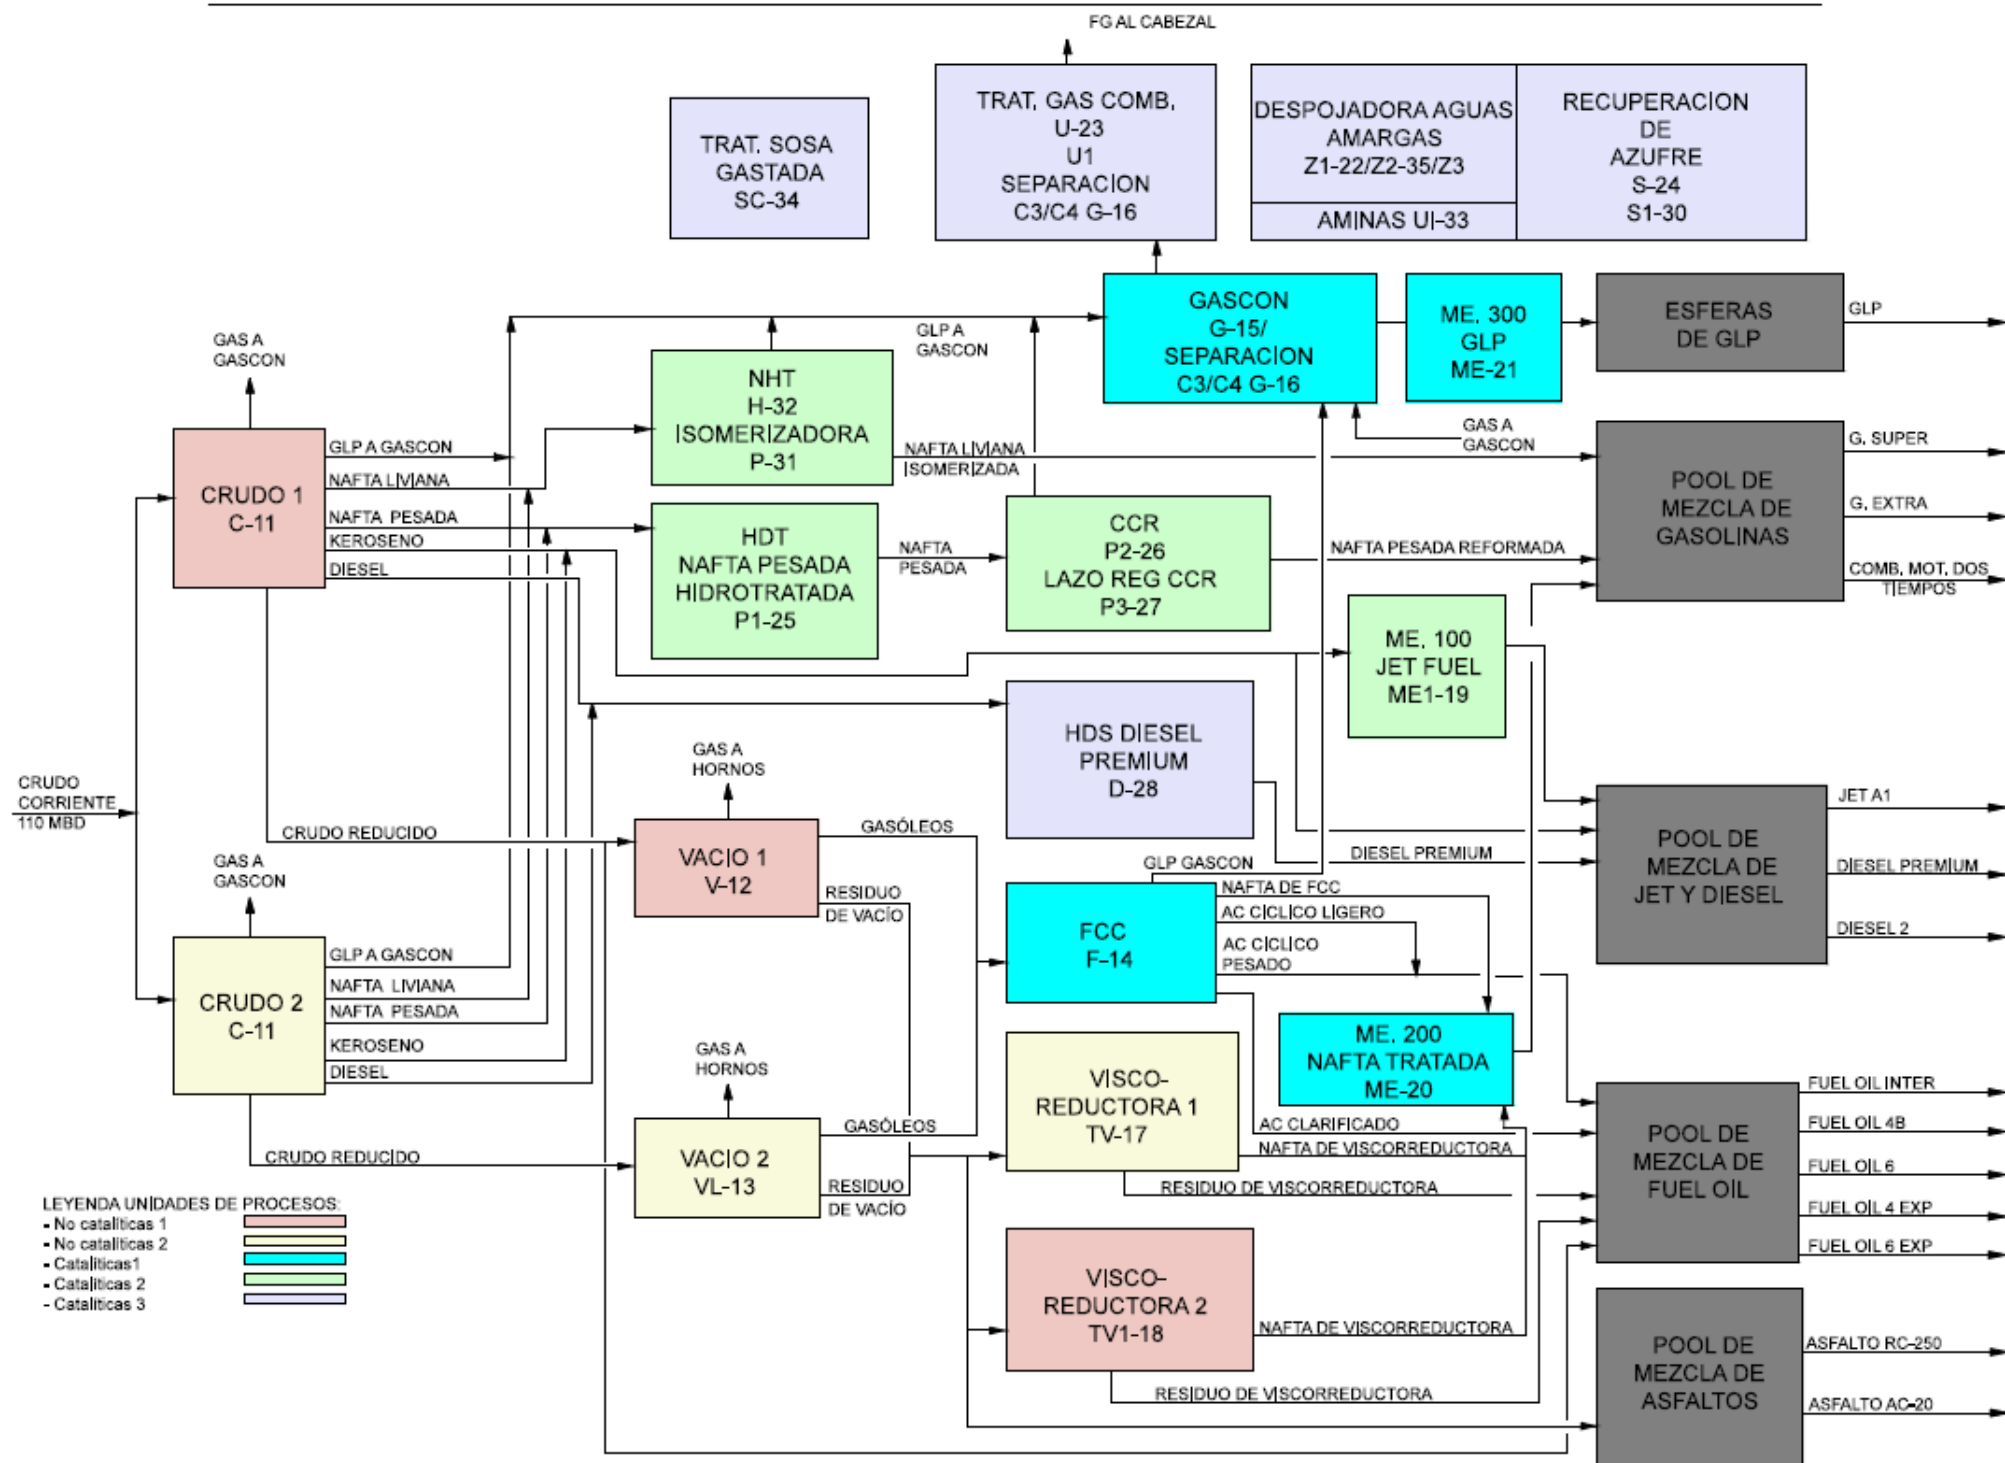 FG AL CABEZAL
TRAT. SOSA
GASTADA
SC-34
TRAT. GAS COMB.
U-23
U1
SEPARACION
C3/C4 G-16
DESPOJADORA AGUAS
AMARGAS
Z1-22/Z2-35/Z3
AMINAS UI-33
RECUPERACION
DE
AZUFRE
S-24
S1-30
GAS A
GASCON
GLP A
GASCON
GASCON
G-15/
SEPARACION
C3/C4 G-16
ME. 300
GLP
ME-21
ESFERAS
DE GLP
GLP
CRUDO 1
C-11
GLP A GASCON
NAFTA LIVIANA
NAFTA PESADA
KEROSENO
DIESEL
NHT
H-32
ISOMERIZADORA
P-31
NAFTA LIVIANA
ISOMERIZADA
GAS A
GASCON
POOL DE
MEZCLA DE
GASOLINAS
G. SUPER
G. EXTRA
COMB. MOT. DOS
TIEMPOS
HDT
NAFTA PESADA
HIDROTRATADA
P1-25
NAFTA
PESADA
CCR
P2-26
LAZO REG CCR
P3-27
NAFTA PESADA REFORMADA
ME. 100
JET FUEL
ME1-19
HDS DIESEL
PREMIUM
D-28
CRUDO
CORRIENTE
110 MBD
GAS A
HORNOS
CRUDO REDUCIDO
VACIO 1
V-12
GASÓLEOS
RESIDUO
DE VACÍO
DIESEL PREMIUM
POOL DE
MEZCLA DE
JET Y DIESEL
JET A1
DIESEL PREMIUM
DIESEL 2
GAS A
GASCON
CRUDO 2
C-11
GLP A GASCON
NAFTA LIVIANA
NAFTA PESADA
KEROSENO
DIESEL
GLP GASCON
FCC
F-14
NAFTA DE FCC
AC CÍCLICO LÍGERO
AC CÍCLICO
PESADO
ME. 200
NAFTA TRATADA
ME-20
GAS A
HORNOS
CRUDO REDUCIDO
VACIO 2
VL-13
GASÓLEOS
RESIDUO
DE VACÍO
VISCO-
REDUCTORA 1
TV-17
AC CLARIFICADO
NAFTA DE VISCORREDUCTORA
RESIDUO DE VISCORREDUCTORA
POOL DE
MEZCLA DE
FUEL OIL
FUEL OIL INTER
FUEL OIL 4B
FUEL OIL 6
FUEL OIL 4 EXP
FUEL OIL 6 EXP
VISCO-
REDUCTORA 2
TV1-18
NAFTA DE VISCORREDUCTORA
RESIDUO DE VISCORREDUCTORA
POOL DE
MEZCLA DE
ASFALTOS
ASFALTO RC-250
ASFALTO AC-20
LEYENDA UNIDADES DE PROCESOS:
- No catalíticas 1
- No catalíticas 2
- Catalíticas1
- Catalíticas 2
- Catalíticas 3